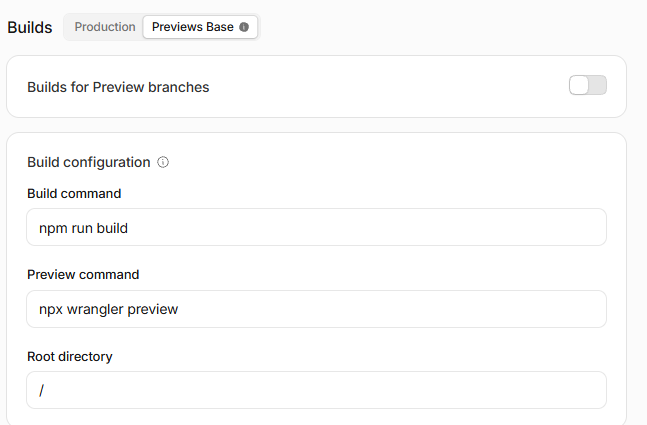 Builds
Production
Previews Base
Builds for Preview branches
Build configuration
Build command
npm run build
Preview command
npx wrangler preview
Root directory
/